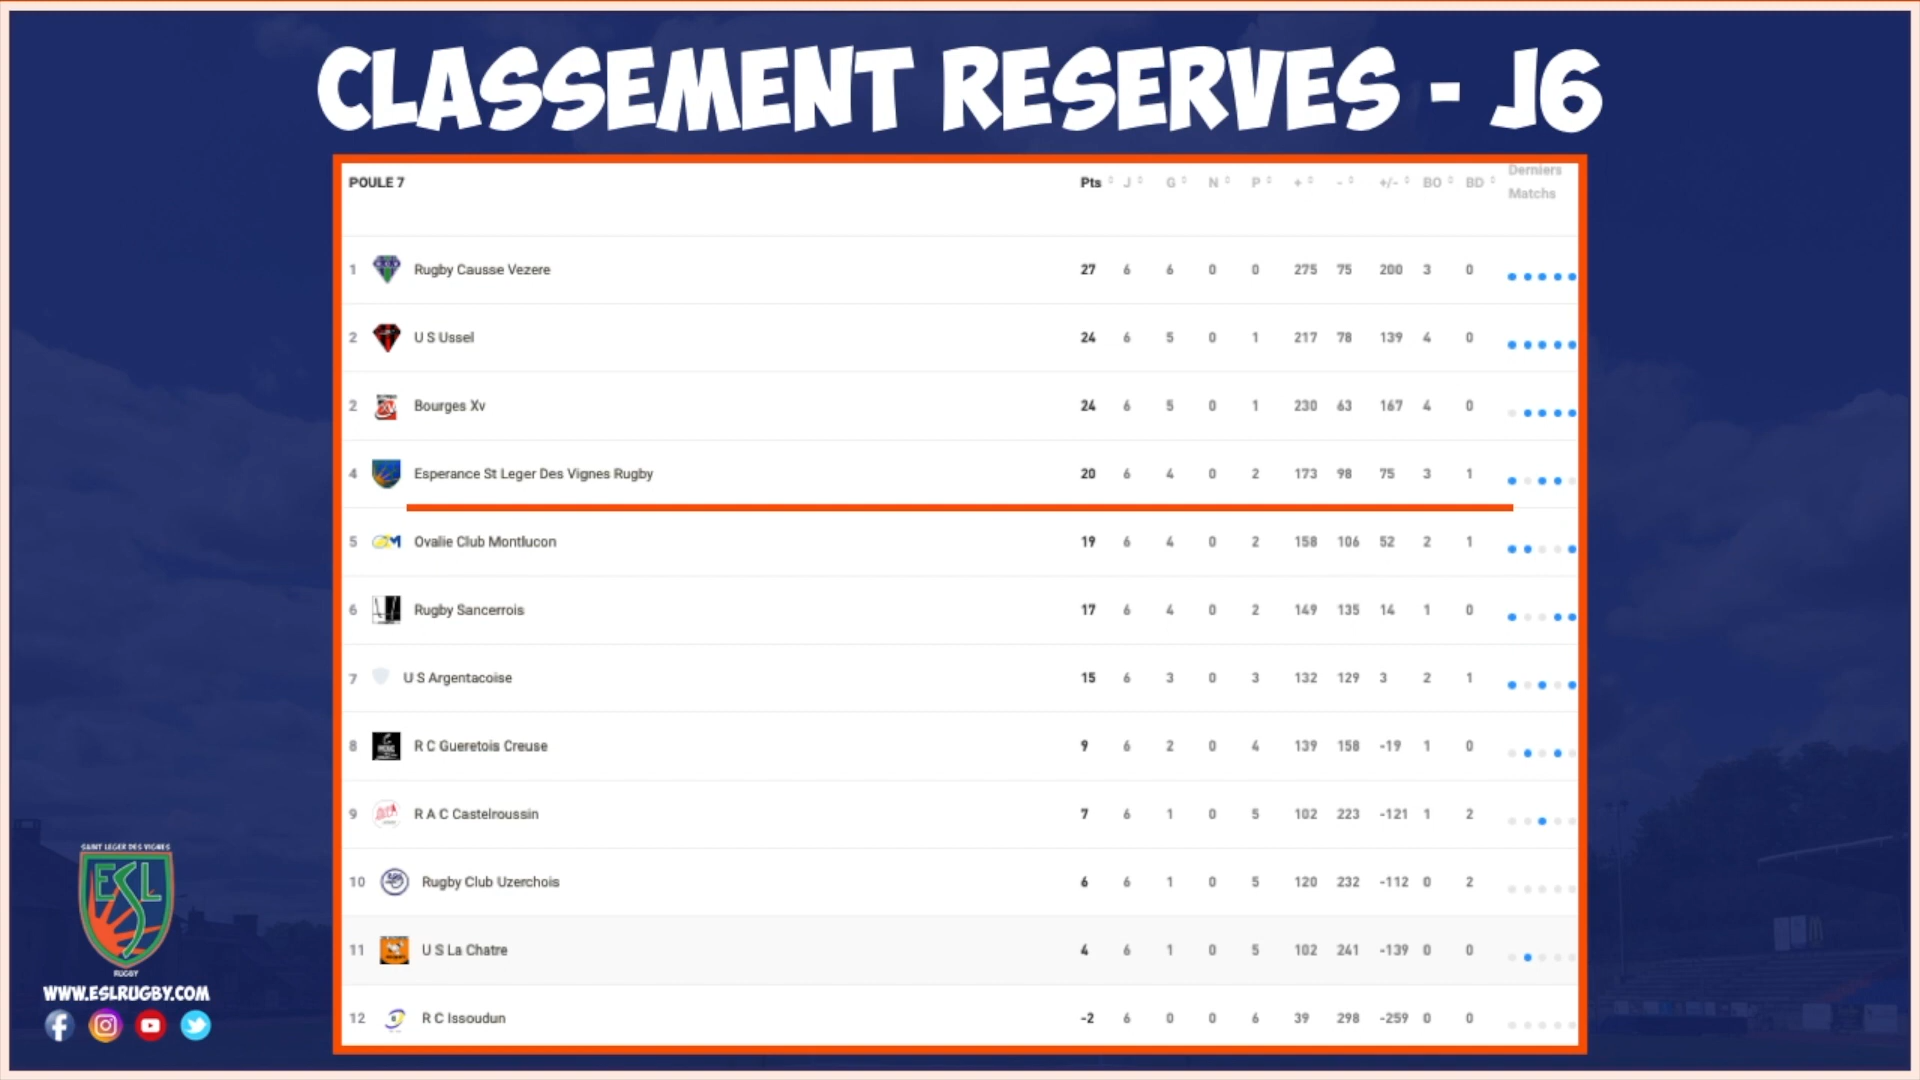 CLASSEMENT RESERVES - J6
POULE 7 Pts J G N P + - +/- BO BD Derniers Matchs
1 Rugby Causse Vezere 27 6 6 0 0 275 75 200 3 0
2 U S Ussel 24 6 5 0 1 217 78 139 4 0
2 Bourges Xv 24 6 5 0 1 230 63 167 4 0
4 Esperance St Leger Des Vignes Rugby 20 6 4 0 2 173 98 75 3 1
5 Ovalie Club Montlucon 19 6 4 0 2 158 106 52 2 1
6 Rugby Sancerrois 17 6 4 0 2 149 135 14 1 0
7 U S Argentacoise 15 6 3 0 3 132 129 3 2 1
8 R C Gueretois Creuse 9 6 2 0 4 139 158 -19 1 0
9 R A C Castelroussin 7 6 1 0 5 102 223 -121 1 2
10 Rugby Club Uzerchois 6 6 1 0 5 120 232 -112 0 2
11 U S La Chatre 4 6 1 0 5 102 241 -139 0 0
12 R C Issoudun -2 6 0 0 6 39 298 -259 0 0
SAINT LEGER DES VIGNES
ESL
RUGBY
WWW.ESLRUGBY.COM